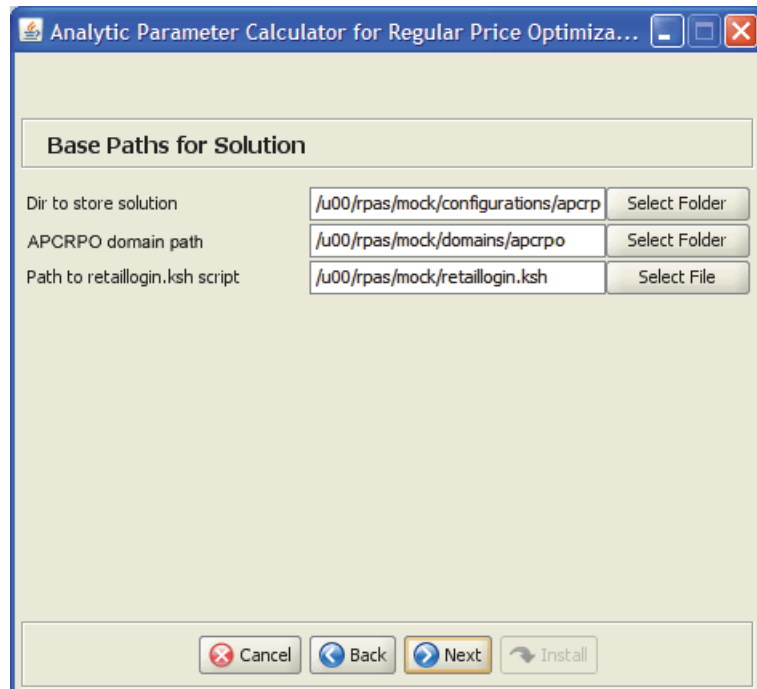 Analytic Parameter Calculator for Regular Price Optimiza...
Base Paths for Solution
Dir to store solution /u00/rpas/mock/configurations/apcrp Select Folder
APCRPO domain path /u00/rpas/mock/domains/apcrpo Select Folder
Path to retaillogin.ksh script /u00/rpas/mock/retaillogin.ksh Select File
Cancel Back Next Install